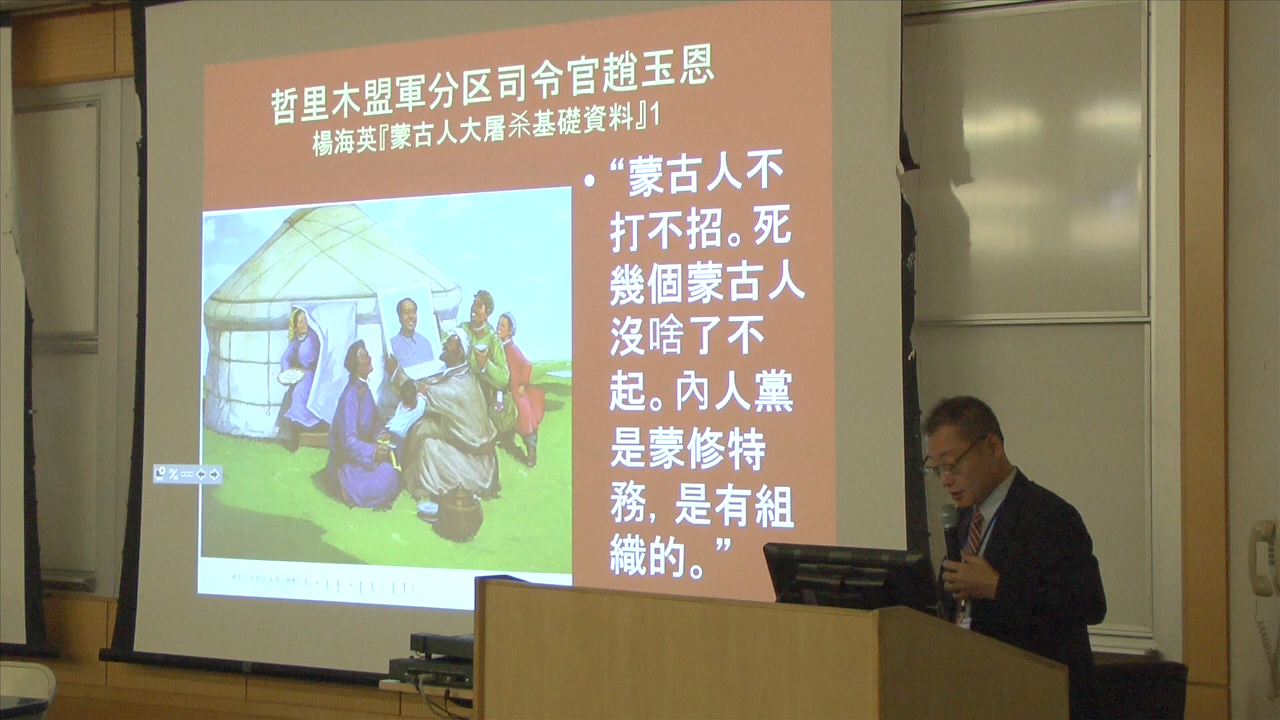 哲里木盟軍分区司令官趙玉恩
楊海英『蒙古人大屠杀基礎資料』1
• “蒙古人不
打不招。死
幾個蒙古人
沒啥了不
起。內人黨
是蒙修特
務，是有組
織的。”